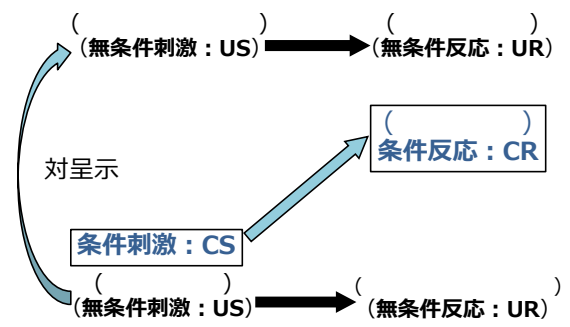 (　　　　　　　　　) (　　　　　　　)
(無条件刺激：US) (無条件反応：UR)
(　　　　　　　)
条件反応：CR
対呈示
条件刺激：CS
(　　　　　　) (　　　　　　　　　)
(無条件刺激：US) (無条件反応：UR)